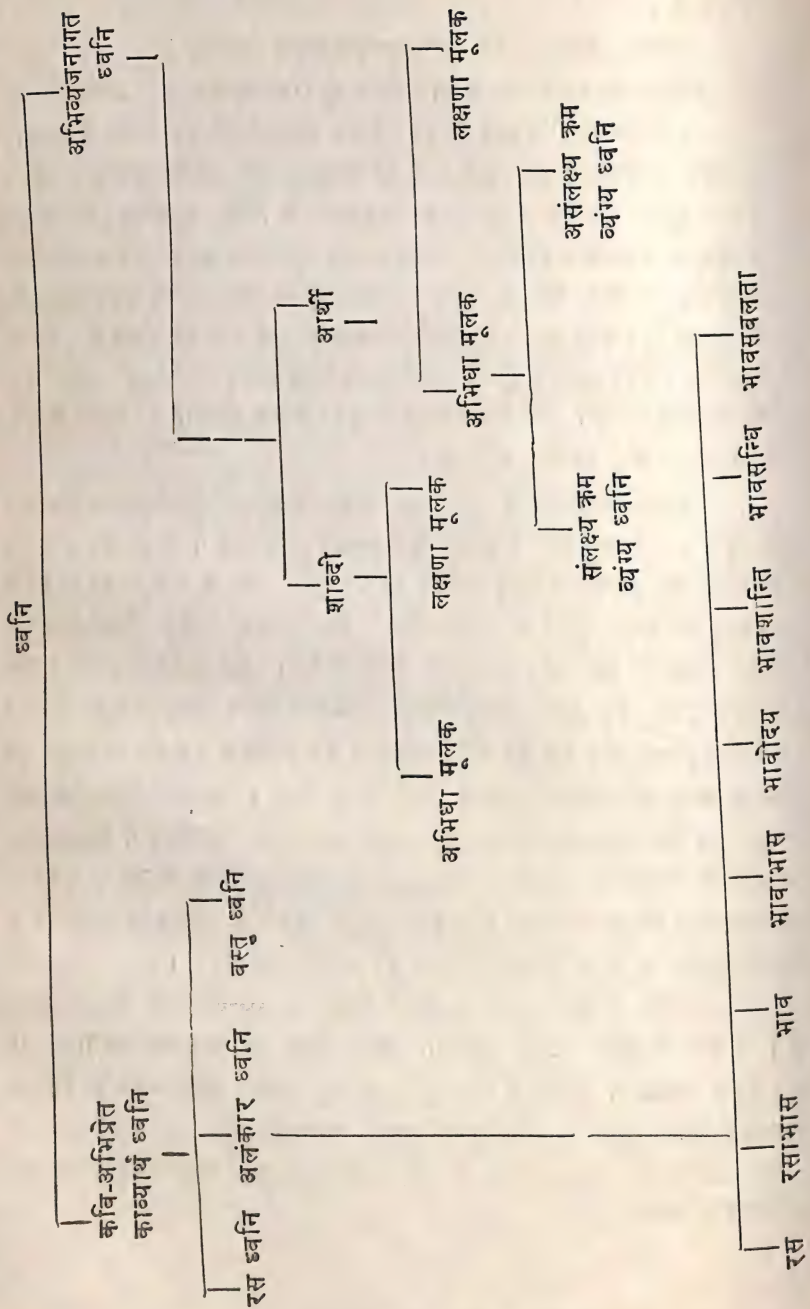 ध्वनि
कवि-अभिप्रेत
काव्यार्थ ध्वनि
अभिव्यंजनागत
ध्वनि
रस ध्वनि
अलंकार ध्वनि
वस्तु ध्वनि
शाब्दी
आर्थी
अभिधा मूलक
लक्षणा मूलक
अभिधा मूलक
लक्षणा मूलक
संलक्ष्य क्रम
व्यंग्य ध्वनि
असंलक्ष्य क्रम
व्यंग्य ध्वनि
रस
रसाभास
भाव
भावाभास
भावोदय
भावशान्ति
भावसन्धि
भावसबलता